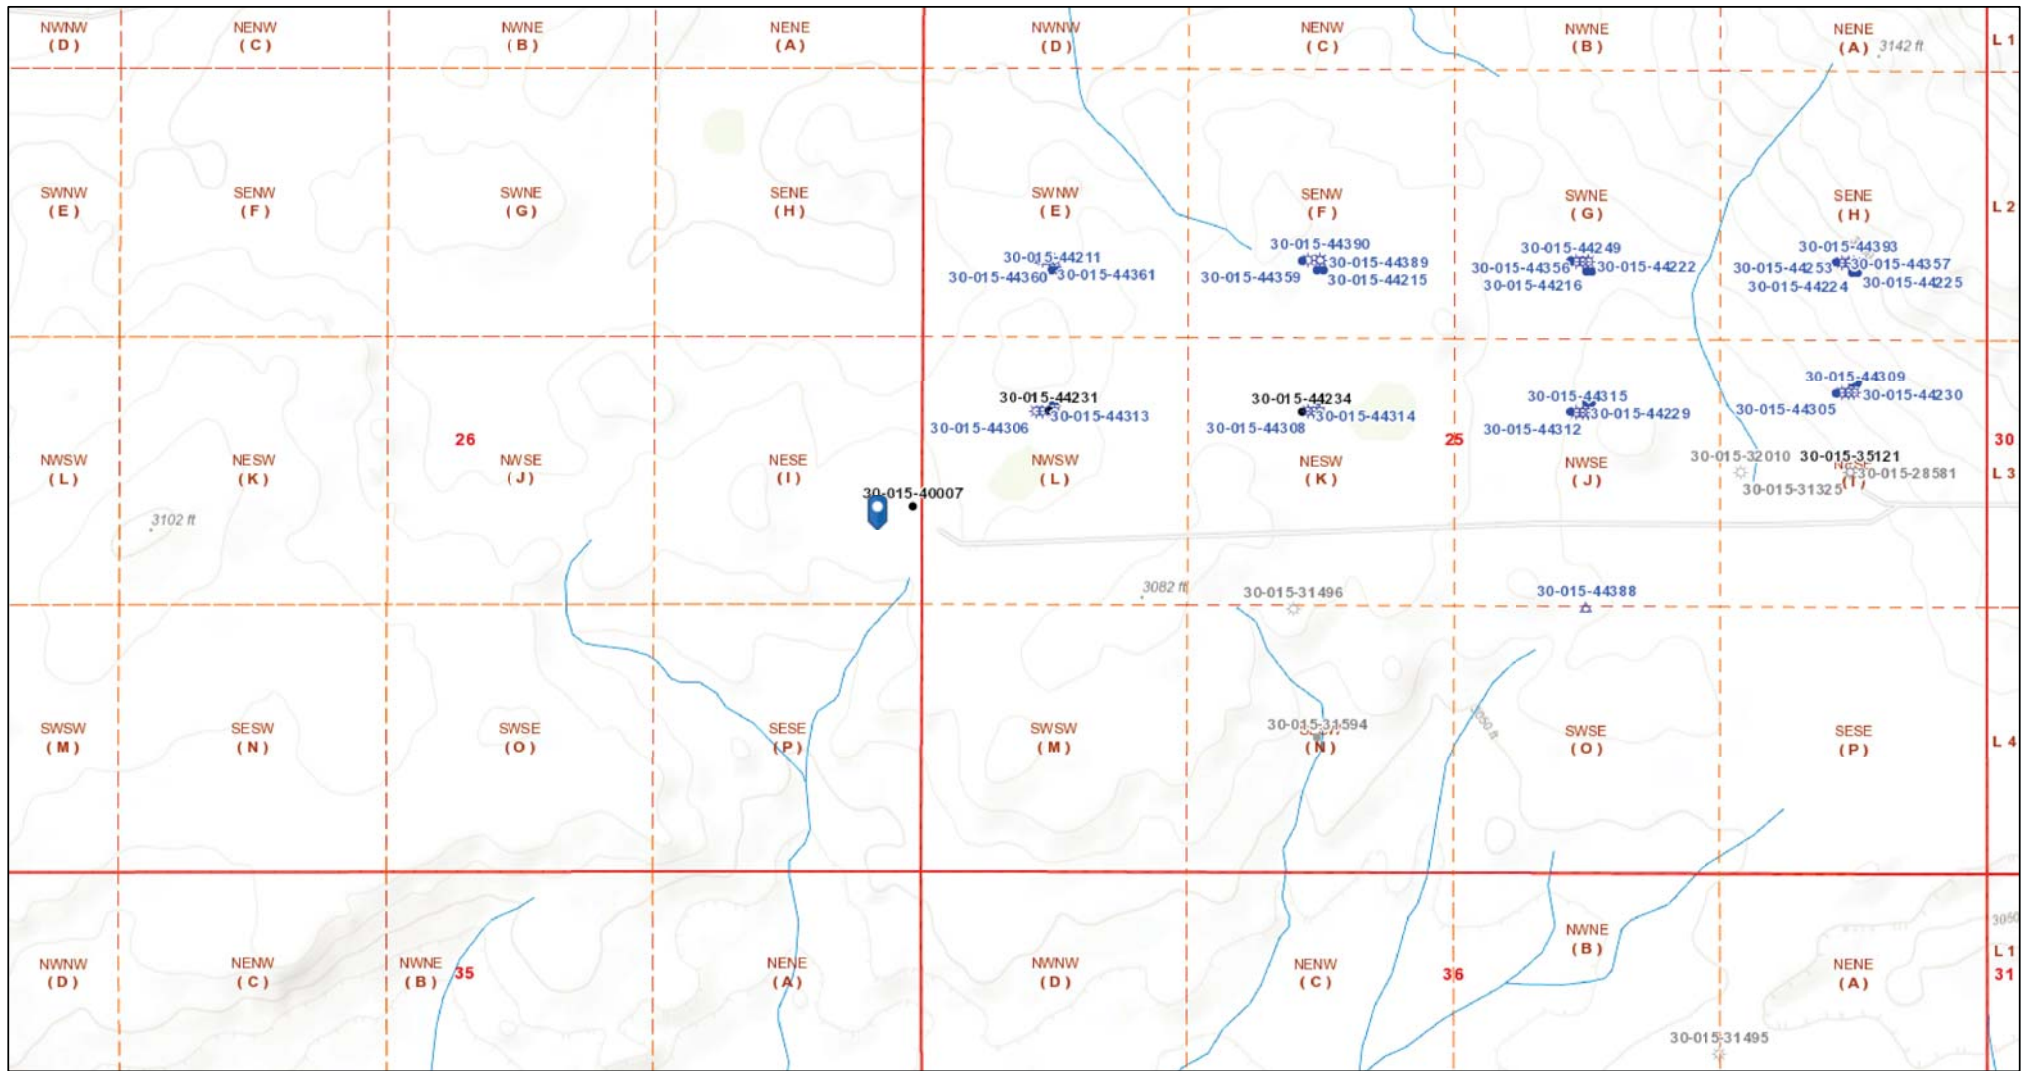 NWNW
(D)
NENW
(C)
NWNE
(B)
NENE
(A)
NWNW
(D)
NENW
(C)
NWNE
(B)
NENE
(A)
3142 ft
L 1
SWNW
(E)
SENW
(F)
SWNE
(G)
SENE
(H)
SWNW
(E)
SENW
(F)
SWNE
(G)
SENE
(H)
L 2
30-015-44211
30-015-44360
30-015-44361
30-015-44390
30-015-44389
30-015-44359
30-015-44215
30-015-44249
30-015-44356
30-015-44222
30-015-44216
30-015-44393
30-015-44253
30-015-44357
30-015-44224
30-015-44225
30-015-44231
30-015-44313
30-015-44306
30-015-44234
30-015-44314
30-015-44308
30-015-44315
30-015-44229
30-015-44312
30-015-44309
30-015-44230
30-015-44305
26
25
30
NWSW
(L)
NESW
(K)
NWSE
(J)
NESE
(I)
NWSW
(L)
NESW
(K)
NWSE
(J)
30-015-32010
30-015-35121
NESE
(I)
30-015-28581
30-015-31325
L 3
30-015-40007
3102 ft
3082 ft
30-015-31496
30-015-44388
SWSW
(M)
SESW
(N)
SWSE
(O)
SESE
(P)
SWSW
(M)
30-015-31594
(N)
3050 ft
SWSE
(O)
SESE
(P)
L 4
NWNW
(D)
NENW
(C)
NWNE
(B)
35
NENE
(A)
NWNW
(D)
NENW
(C)
36
NWNE
(B)
NENE
(A)
3050
L 1
31
30-015-31495